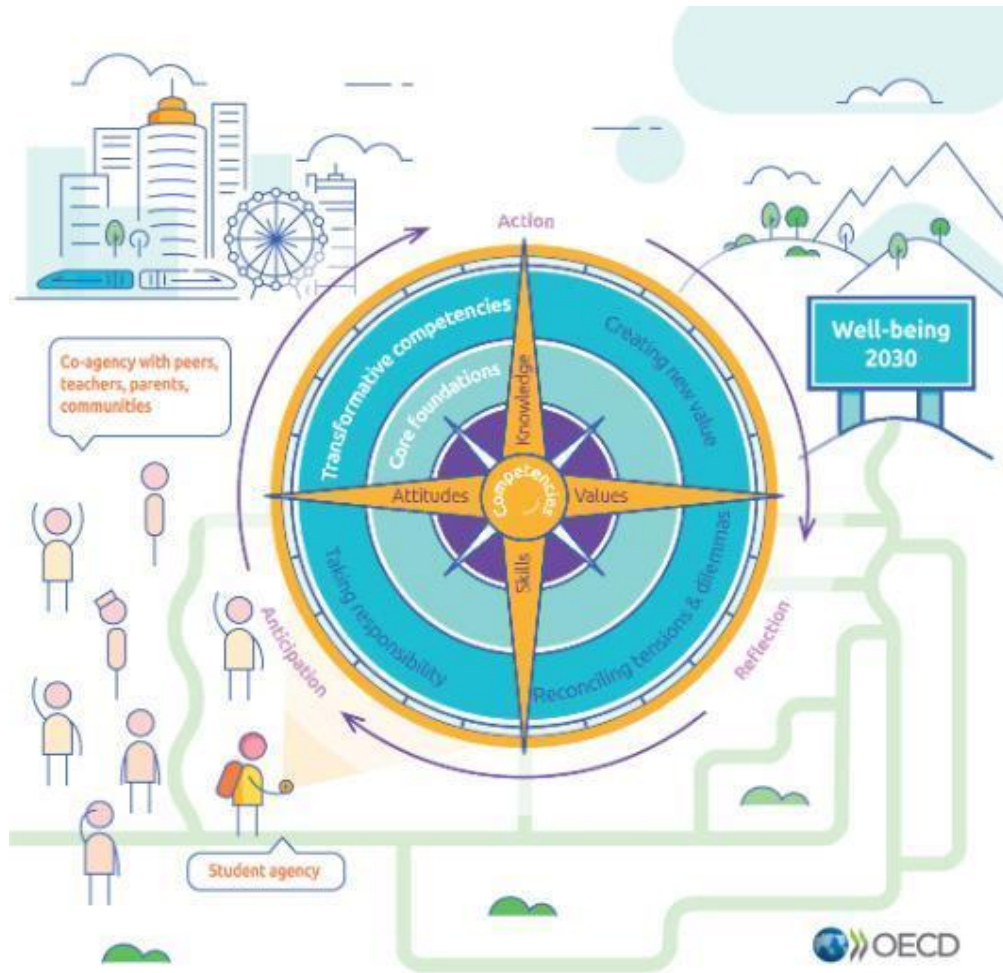 Action
Transformative competencies
Creating new value
Core foundations
Knowledge
Well-being
2030
Co-agency with peers,
teachers, parents,
communities
Attitudes
Competencies
Values
Skills
Taking responsibility
Reconciling tensions & dilemmas
Anticipation
Reflection
Student agency
OECD